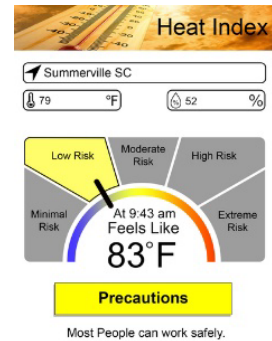 Heat Index
Summerville SC
79 °F
% 52 %
Low Risk
Moderate
Risk
High Risk
Minimal
Risk
Extreme
Risk
At 9:43 am
Feels Like
83°F
Precautions
Most People can work safely.